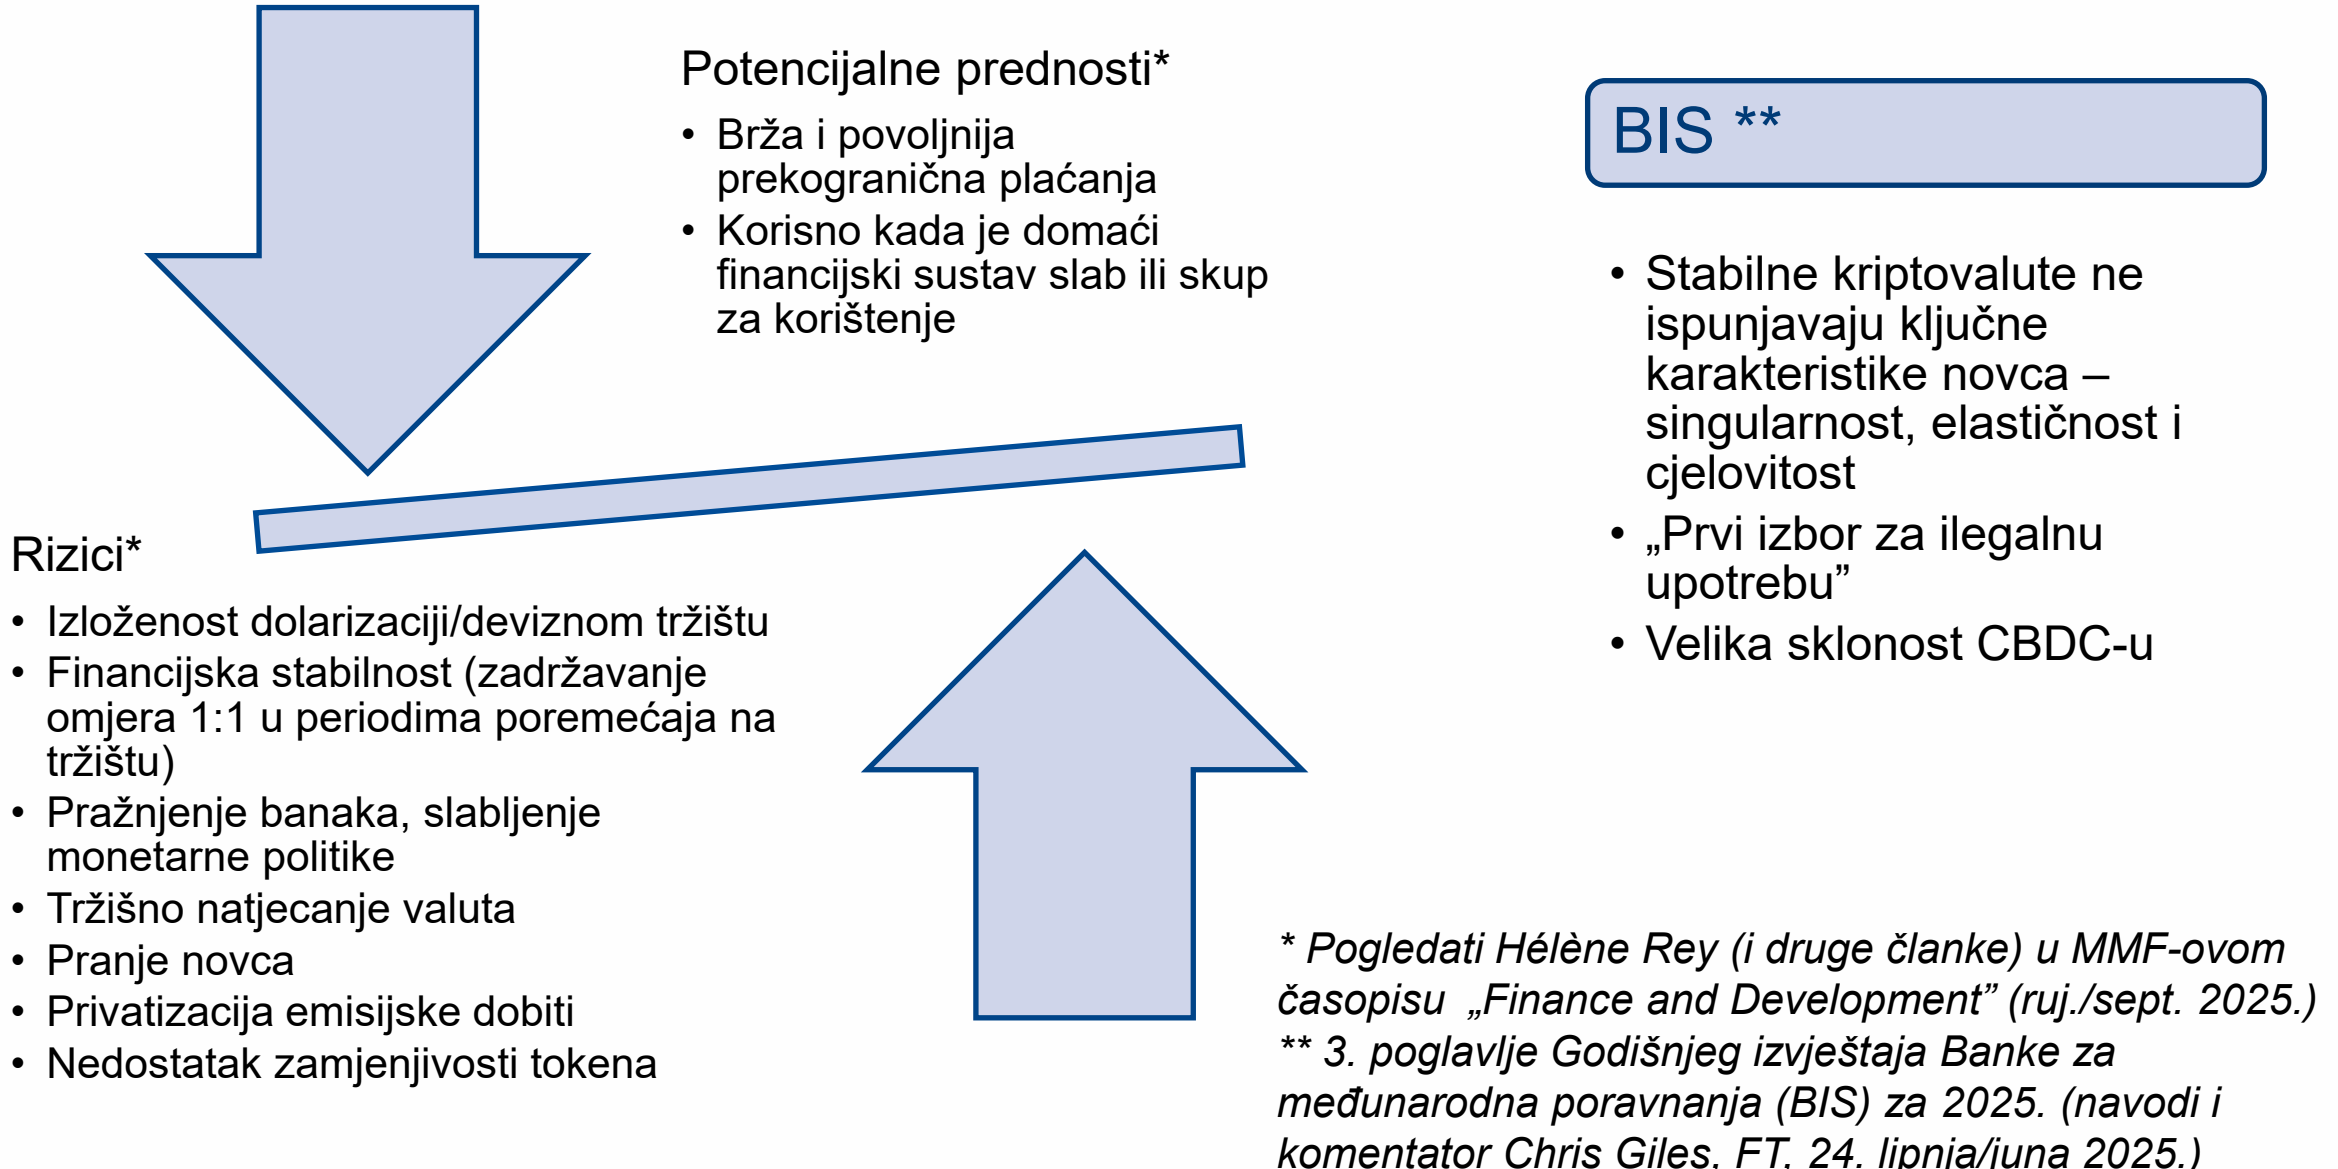 Potencijalne prednosti*
• Brža i povoljnija
prekogranična plaćanja
• Korisno kada je domaći
financijski sustav slab ili skup
za korištenje
Rizici*
• Izloženost dolarizaciji/deviznom tržištu
• Financijska stabilnost (zadržavanje
omjera 1:1 u periodima poremećaja na
tržištu)
• Pražnjenje banaka, slabljenje
monetarne politike
• Tržišno natjecanje valuta
• Pranje novca
• Privatizacija emisijske dobiti
• Nedostatak zamjenjivosti tokena
BIS **
• Stabilne kriptovalute ne
ispunjavaju ključne
karakteristike novca –
singularnost, elastičnost i
cjelovitost
• „Prvi izbor za ilegalnu
upotrebu”
• Velika sklonost CBDC-u
* Pogledati Hélène Rey (i druge članke) u MMF-ovom
časopisu „Finance and Development” (ruj./sept. 2025.)
** 3. poglavlje Godišnjeg izvještaja Banke za
međunarodna poravnanja (BIS) za 2025. (navodi i
komentator Chris Giles, FT, 24. lipnja/juna 2025.)